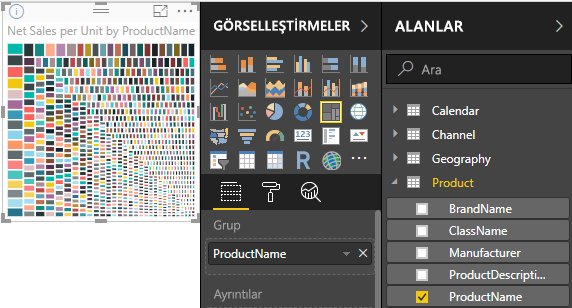 Net Sales per Unit by ProductName
GÖRSELLEŞTİRMELER
123
R
Grup
ProductName
Ayrıntılar
ALANLAR
Ara
Calendar
Channel
Geography
Product
BrandName
ClassName
Manufacturer
ProductDescripti...
ProductName